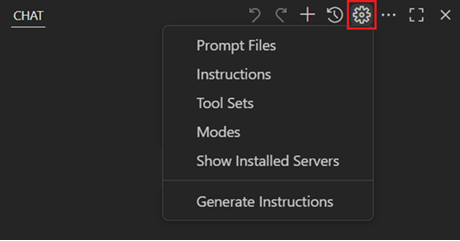 CHAT
Prompt Files
Instructions
Tool Sets
Modes
Show Installed Servers
Generate Instructions